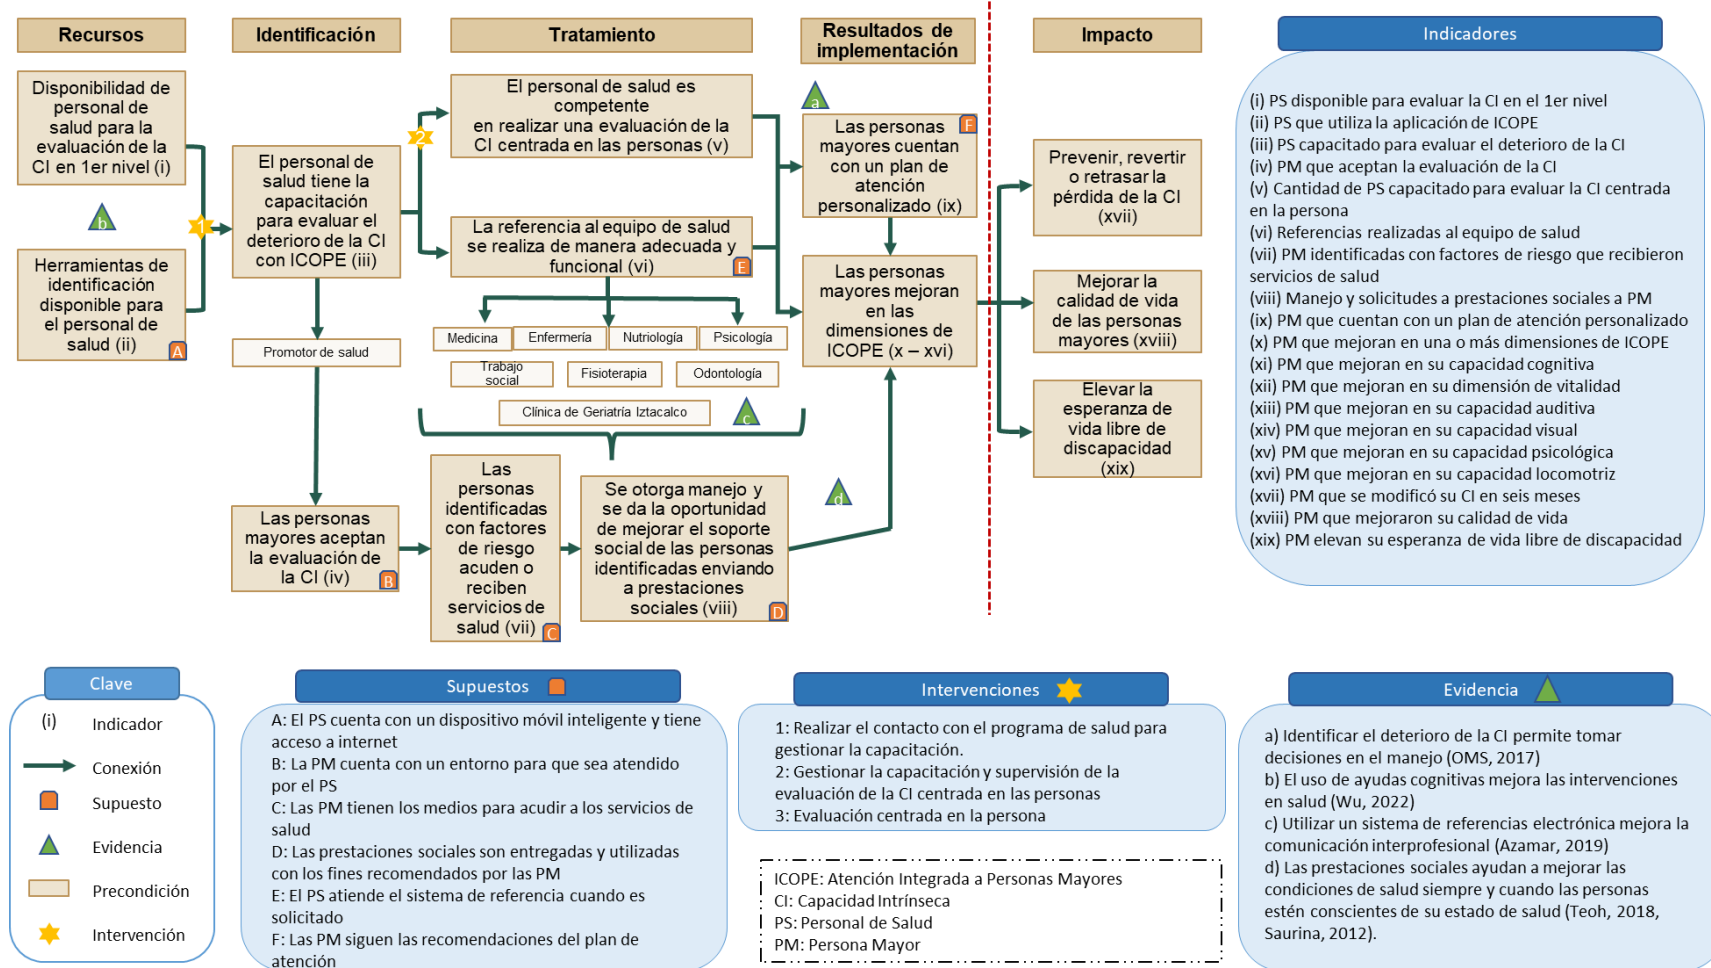 Recursos
Identificación
Tratamiento
Resultados de
implementación
Impacto
Indicadores
Disponibilidad de
personal de
salud para la
evaluación de la
CI en 1er nivel (i)
b
1
Herramientas de
identificación
disponible para
el personal de
salud (ii)
A
El personal de
salud tiene la
capacitación
para evaluar el
deterioro de la CI
con ICOPE (iii)
Promotor de salud
Las personas
mayores aceptan
la evaluación de
la CI (iv)
B
2
El personal de salud es
competente
en realizar una evaluación de la
CI centrada en las personas (v)
La referencia al equipo de salud
se realiza de manera adecuada y
funcional (vi)
E
Medicina
Enfermería
Nutriología
Psicología
Trabajo
social
Fisioterapia
Odontología
Clínica de Geriatría Iztacalco
c
Las
personas
identificadas
con factores
de riesgo
acuden o
reciben
servicios de
salud (vii)
C
Se otorga manejo y
se da la oportunidad
de mejorar el soporte
social de las personas
identificadas enviando
a prestaciones
sociales (viii)
D
d
a
F
Las personas
mayores cuentan
con un plan de
atención
personalizado (ix)
Las personas
mayores mejoran
en las
dimensiones de
ICOPE (x – xvi)
Prevenir, revertir
o retrasar la
pérdida de la CI
(xvii)
Mejorar la
calidad de vida
de las personas
mayores (xviii)
Elevar la
esperanza de
vida libre de
discapacidad
(xix)
(i) PS disponible para evaluar la CI en el 1er nivel
(ii) PS que utiliza la aplicación de ICOPE
(iii) PS capacitado para evaluar el deterioro de la CI
(iv) PM que aceptan la evaluación de la CI
(v) Cantidad de PS capacitado para evaluar la CI centrada
en la persona
(vi) Referencias realizadas al equipo de salud
(vii) PM identificadas con factores de riesgo que recibieron
servicios de salud
(viii) Manejo y solicitudes a prestaciones sociales a PM
(ix) PM que cuentan con un plan de atención personalizado
(x) PM que mejoran en una o más dimensiones de ICOPE
(xi) PM que mejoran en su capacidad cognitiva
(xii) PM que mejoran en su dimensión de vitalidad
(xiii) PM que mejoran en su capacidad auditiva
(xiv) PM que mejoran en su capacidad visual
(xv) PM que mejoran en su capacidad psicológica
(xvi) PM que mejoran en su capacidad locomotriz
(xvii) PM que se modificó su CI en seis meses
(xviii) PM que mejoraron su calidad de vida
(xix) PM elevan su esperanza de vida libre de discapacidad
Clave
(i) Indicador
Conexión
Supuesto
Evidencia
Precondición
Intervención
Supuestos
A: El PS cuenta con un dispositivo móvil inteligente y tiene
acceso a internet
B: La PM cuenta con un entorno para que sea atendido
por el PS
C: Las PM tienen los medios para acudir a los servicios de
salud
D: Las prestaciones sociales son entregadas y utilizadas
con los fines recomendados por las PM
E: El PS atiende el sistema de referencia cuando es
solicitado
F: Las PM siguen las recomendaciones del plan de
atención
Intervenciones
1: Realizar el contacto con el programa de salud para
gestionar la capacitación.
2: Gestionar la capacitación y supervisión de la
evaluación de la CI centrada en las personas
3: Evaluación centrada en la persona
ICOPE: Atención Integrada a Personas Mayores
CI: Capacidad Intrínseca
PS: Personal de Salud
PM: Persona Mayor
Evidencia
a) Identificar el deterioro de la CI permite tomar
decisiones en el manejo (OMS, 2017)
b) El uso de ayudas cognitivas mejora las intervenciones
en salud (Wu, 2022)
c) Utilizar un sistema de referencias electrónica mejora la
comunicación interprofesional (Azamar, 2019)
d) Las prestaciones sociales ayudan a mejorar las
condiciones de salud siempre y cuando las personas
estén conscientes de su estado de salud (Teoh, 2018,
Saurina, 2012).